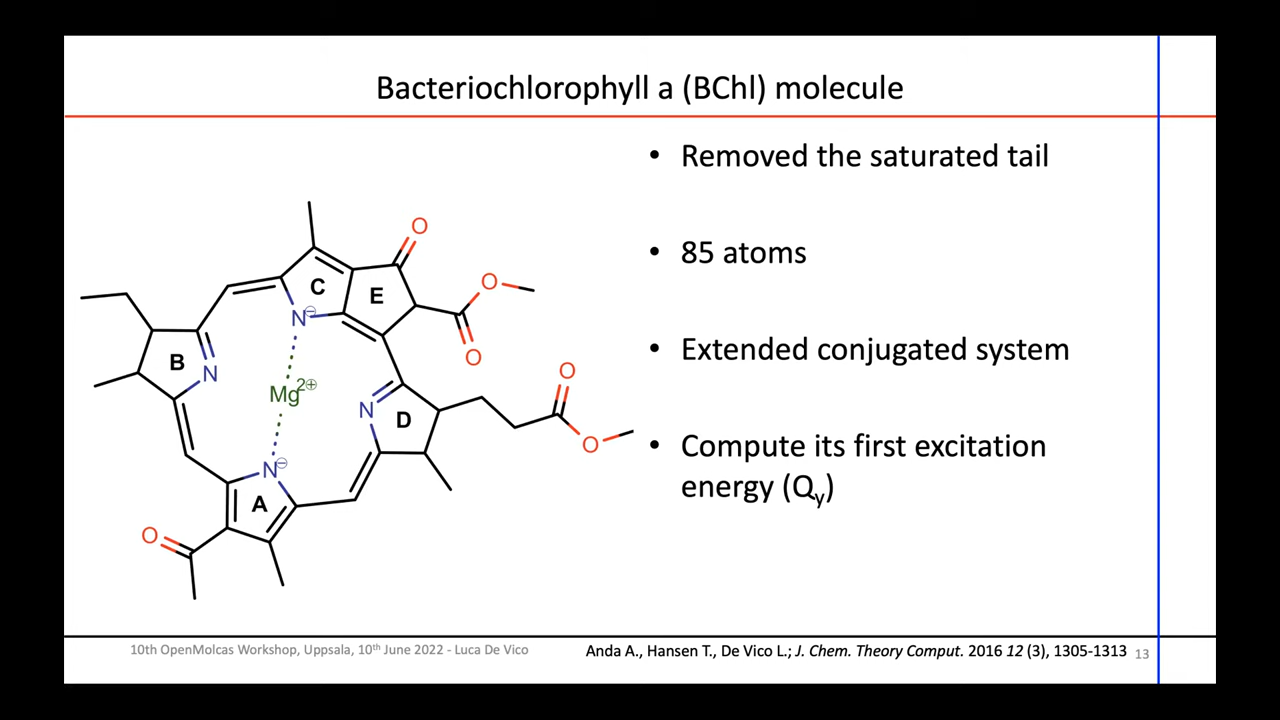 Bacteriochlorophyll a (BChl) molecule
• Removed the saturated tail
• 85 atoms
• Extended conjugated system
• Compute its first excitation
energy (Qy)
O
C
E
O
N⊖
O
B
N
Mg2⊕
O
N
D
O
N⊖
A
O
10th OpenMolcas Workshop, Uppsala, 10th June 2022 - Luca De Vico
Anda A., Hansen T., De Vico L.; J. Chem. Theory Comput. 2016 12 (3), 1305-1313
13